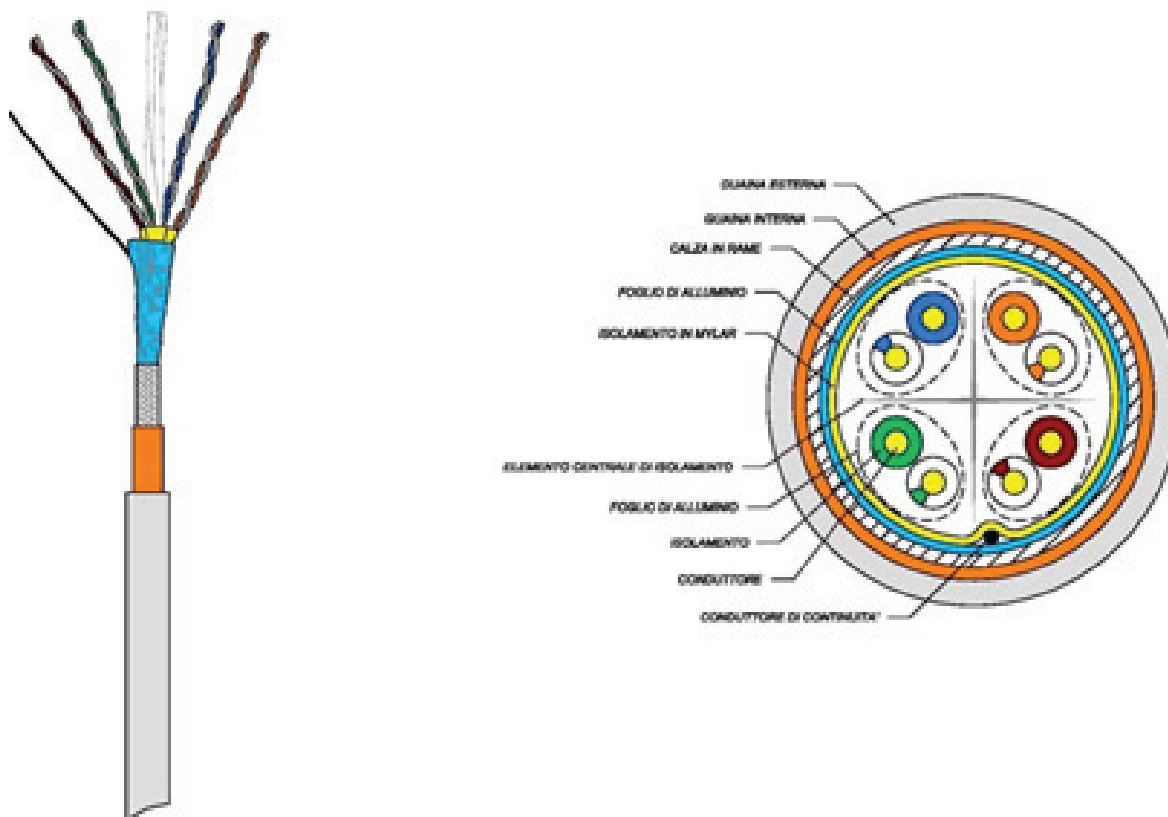 GUAINA ESTERNA
GUAINA INTERNA
CALZA IN RAME
FOGLIO DI ALLUMINIO
ISOLAMENTO IN MYLAR
ELEMENTO CENTRALE DI ISOLAMENTO
FOGLIO DI ALLUMINIO
ISOLAMENTO
CONDUTTORE
CONDUTTORE DI CONTINUITA'